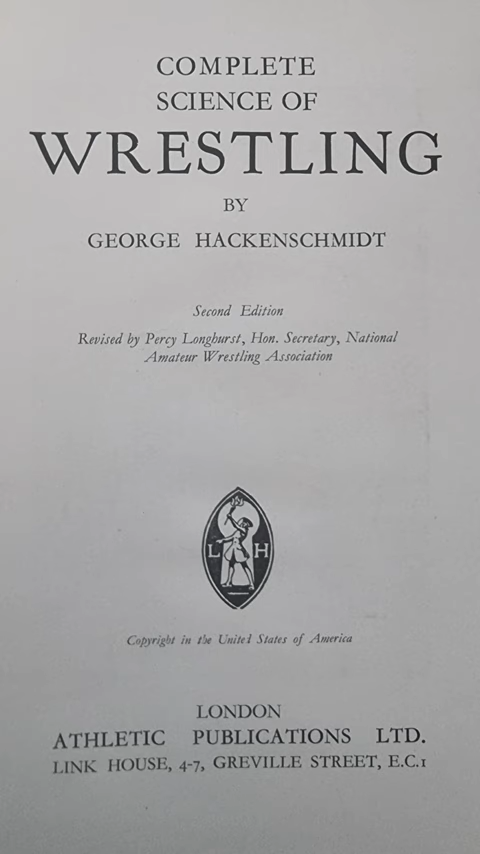 COMPLETE
SCIENCE OF
WRESTLING
BY
GEORGE HACKENSCHMIDT
Second Edition
Revised by Percy Longhurst, Hon. Secretary, National
Amateur Wrestling Association
L H
Copyright in the United States of America
LONDON
ATHLETIC PUBLICATIONS LTD.
LINK HOUSE, 4-7, GREVILLE STREET, E.C.1